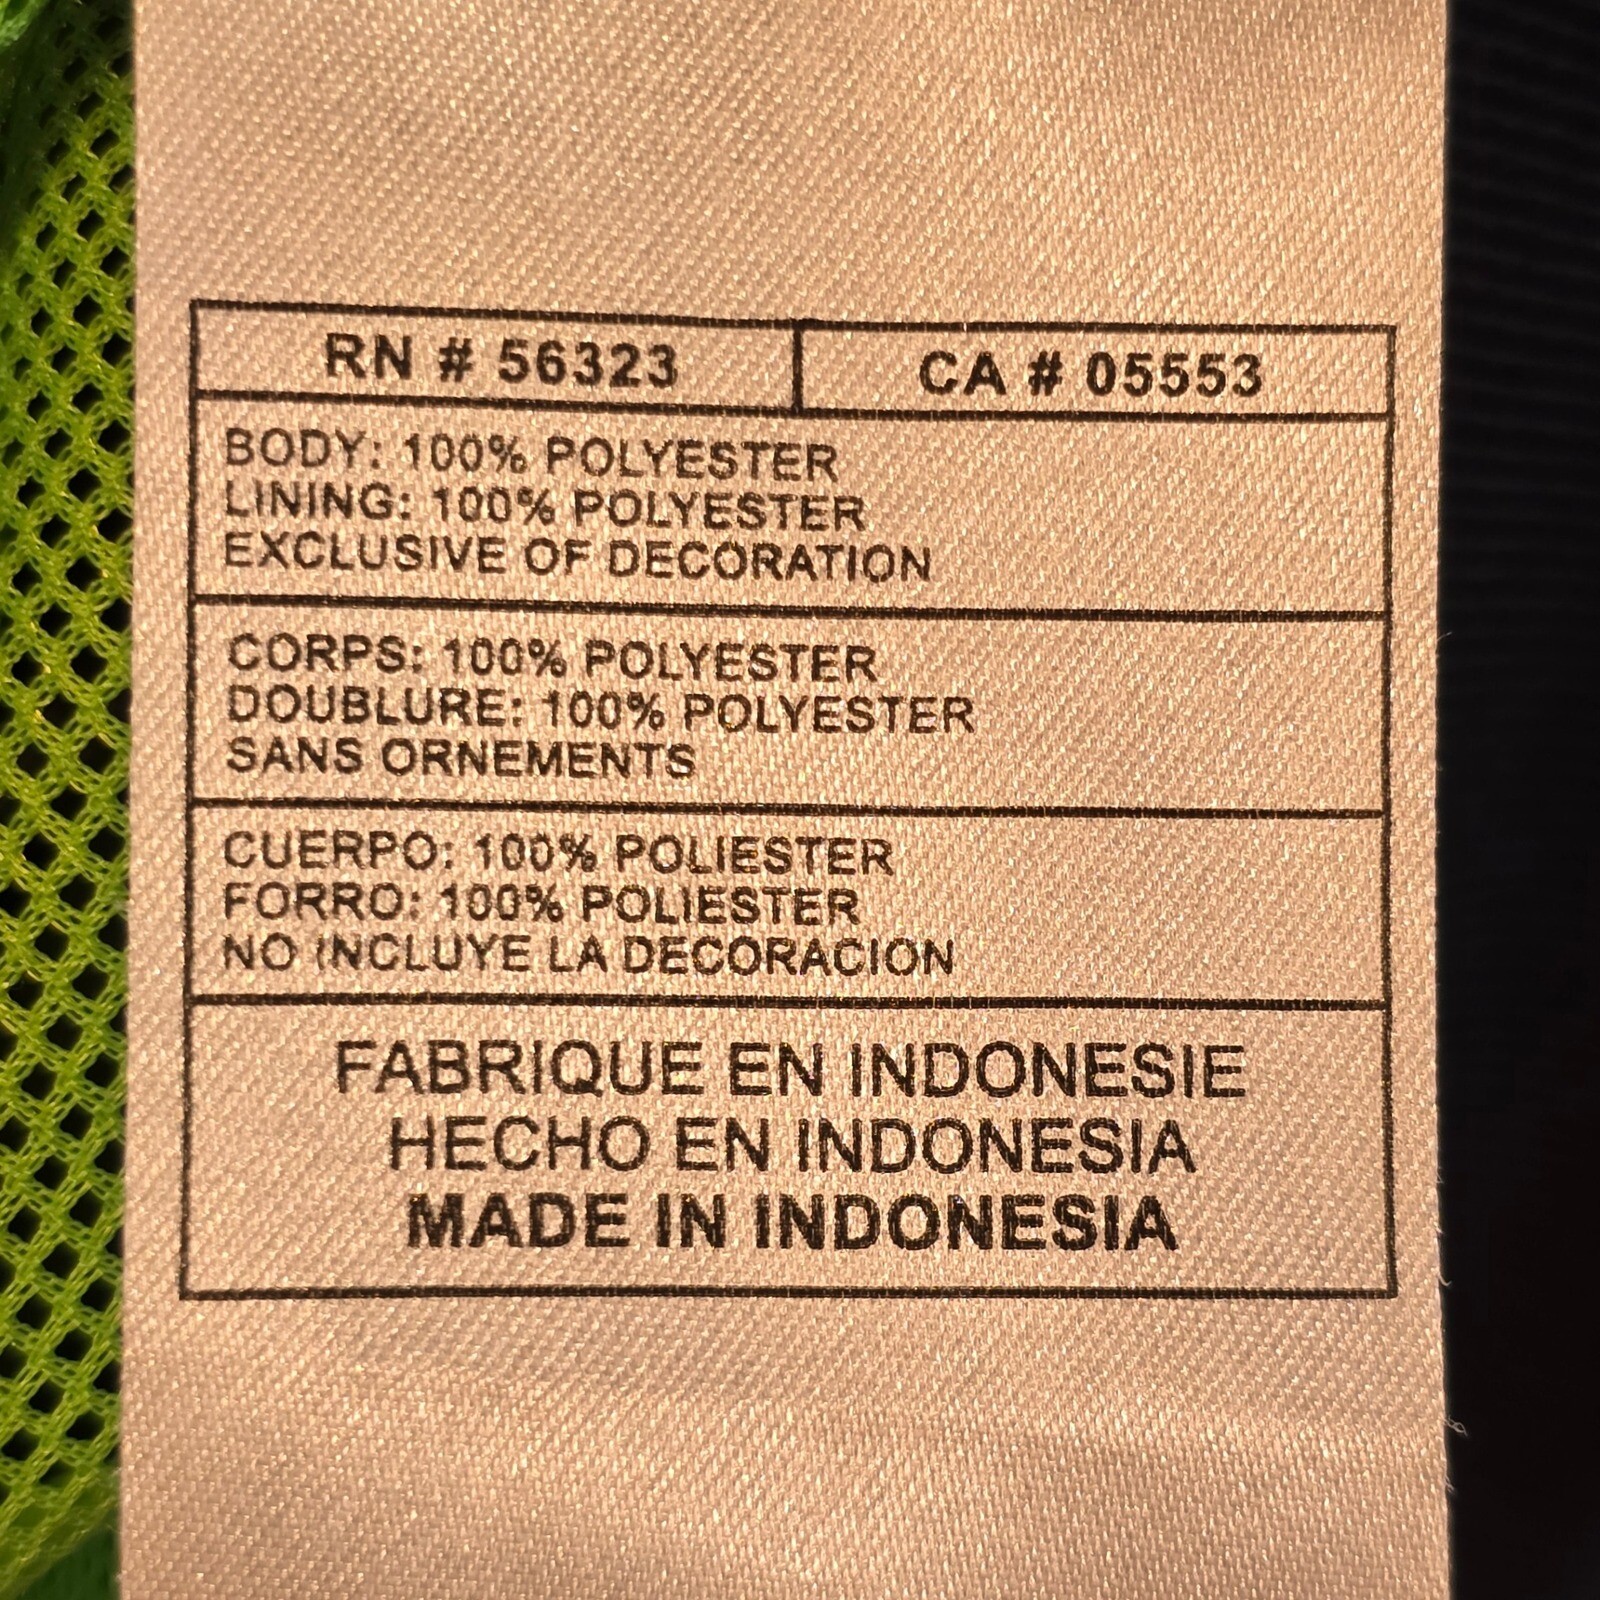 RN # 56323 CA # 05553
BODY: 100% POLYESTER
LINING: 100% POLYESTER
EXCLUSIVE OF DECORATION
CORPS: 100% POLYESTER
DOUBLURE: 100% POLYESTER
SANS ORNEMENTS
CUERPO: 100% POLIESTER
FORRO: 100% POLIESTER
NO INCLUYE LA DECORACION
FABRIQUE EN INDONESIE
HECHO EN INDONESIA
MADE IN INDONESIA